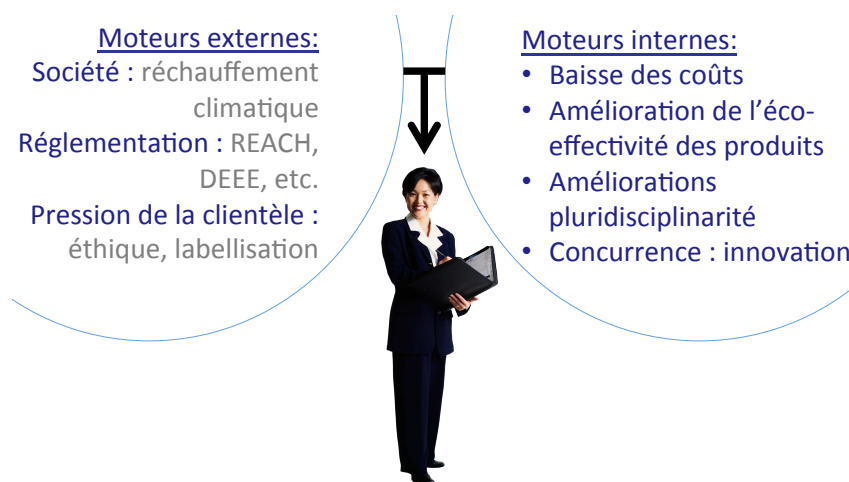 Moteurs externes:
Société : réchauffement
climatique
Réglementation : REACH,
DEEE, etc.
Pression de la clientèle :
éthique, labellisation
Moteurs internes:
• Baisse des coûts
• Amélioration de l’éco-
effectivité des produits
• Améliorations
pluridisciplinarité
• Concurrence : innovation